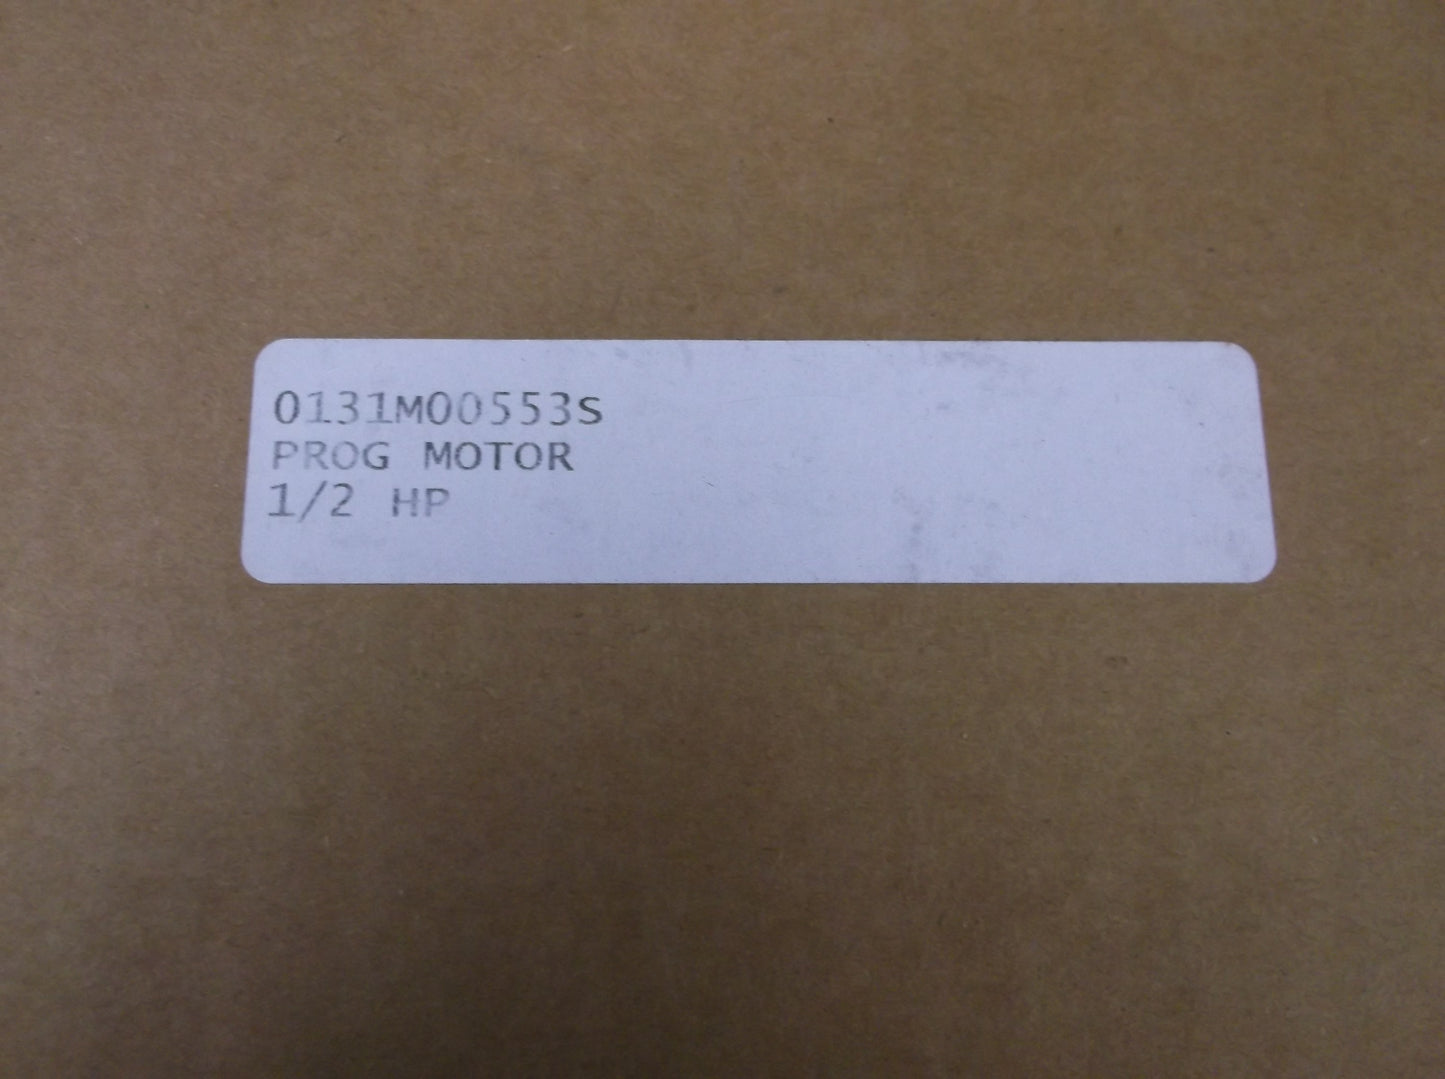 0131M00553S
PROG MOTOR
1/2 HP